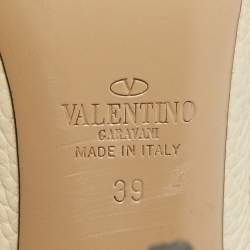 VALENTINO
GARAVANI
MADE IN ITALY
39